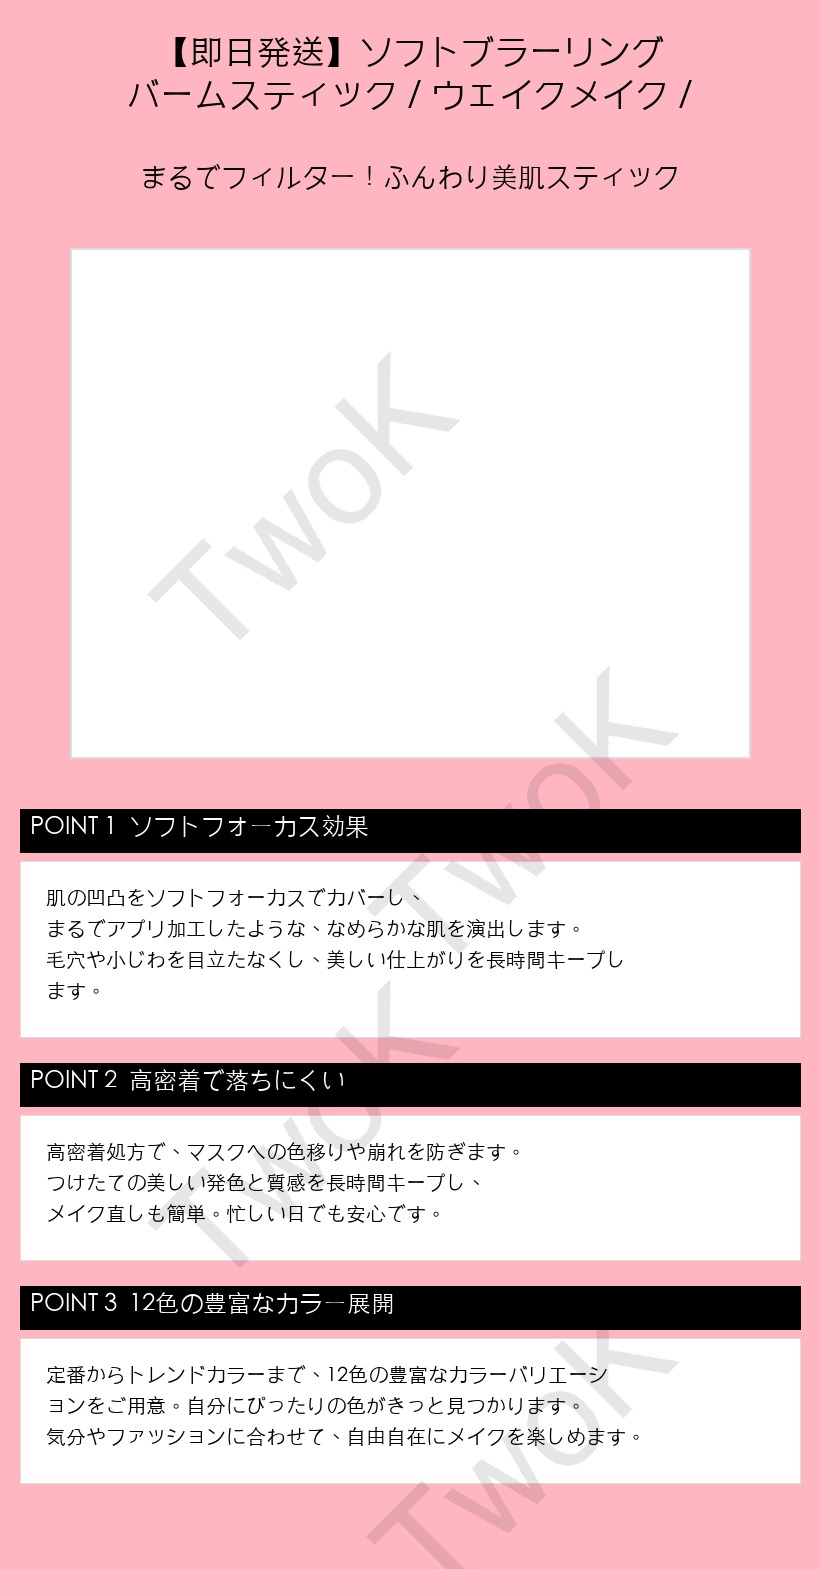 【即日発送】ソフトブラーリング
バームスティック / ウェイクメイク /
まるでフィルター！ふんわり美肌スティック
TwoK
TwoK
POINT 1 ソフトフォーカス効果
肌の凹凸をソフトフォーカスでカバーし、
まるでアプリ加工したような、なめらかな肌を演出します。
毛穴や小じわを目立たなくし、美しい仕上がりを長時間キープし
ます。
TwoK
POINT 2 高密着で落ちにくい
高密着処方で、マスクへの色移りや崩れを防ぎます。
つけたての美しい発色と質感を長時間キープし、
メイク直しも簡単。忙しい日でも安心です。
POINT 3 12色の豊富なカラー展開
定番からトレンドカラーまで、12色の豊富なカラーバリエーシ
ョンをご用意。自分にぴったりの色がきっと見つかります。
気分やファッションに合わせて、自由自在にメイクを楽しめます。
TwoK